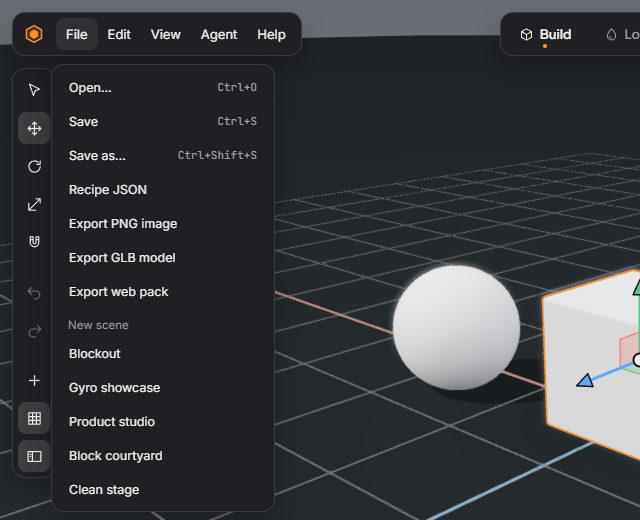 File Edit View Agent Help
Build
Open... Ctrl+O
Save Ctrl+S
Save as... Ctrl+Shift+S
Recipe JSON
Export PNG image
Export GLB model
Export web pack
New scene
Blockout
Gyro showcase
Product studio
Block courtyard
Clean stage